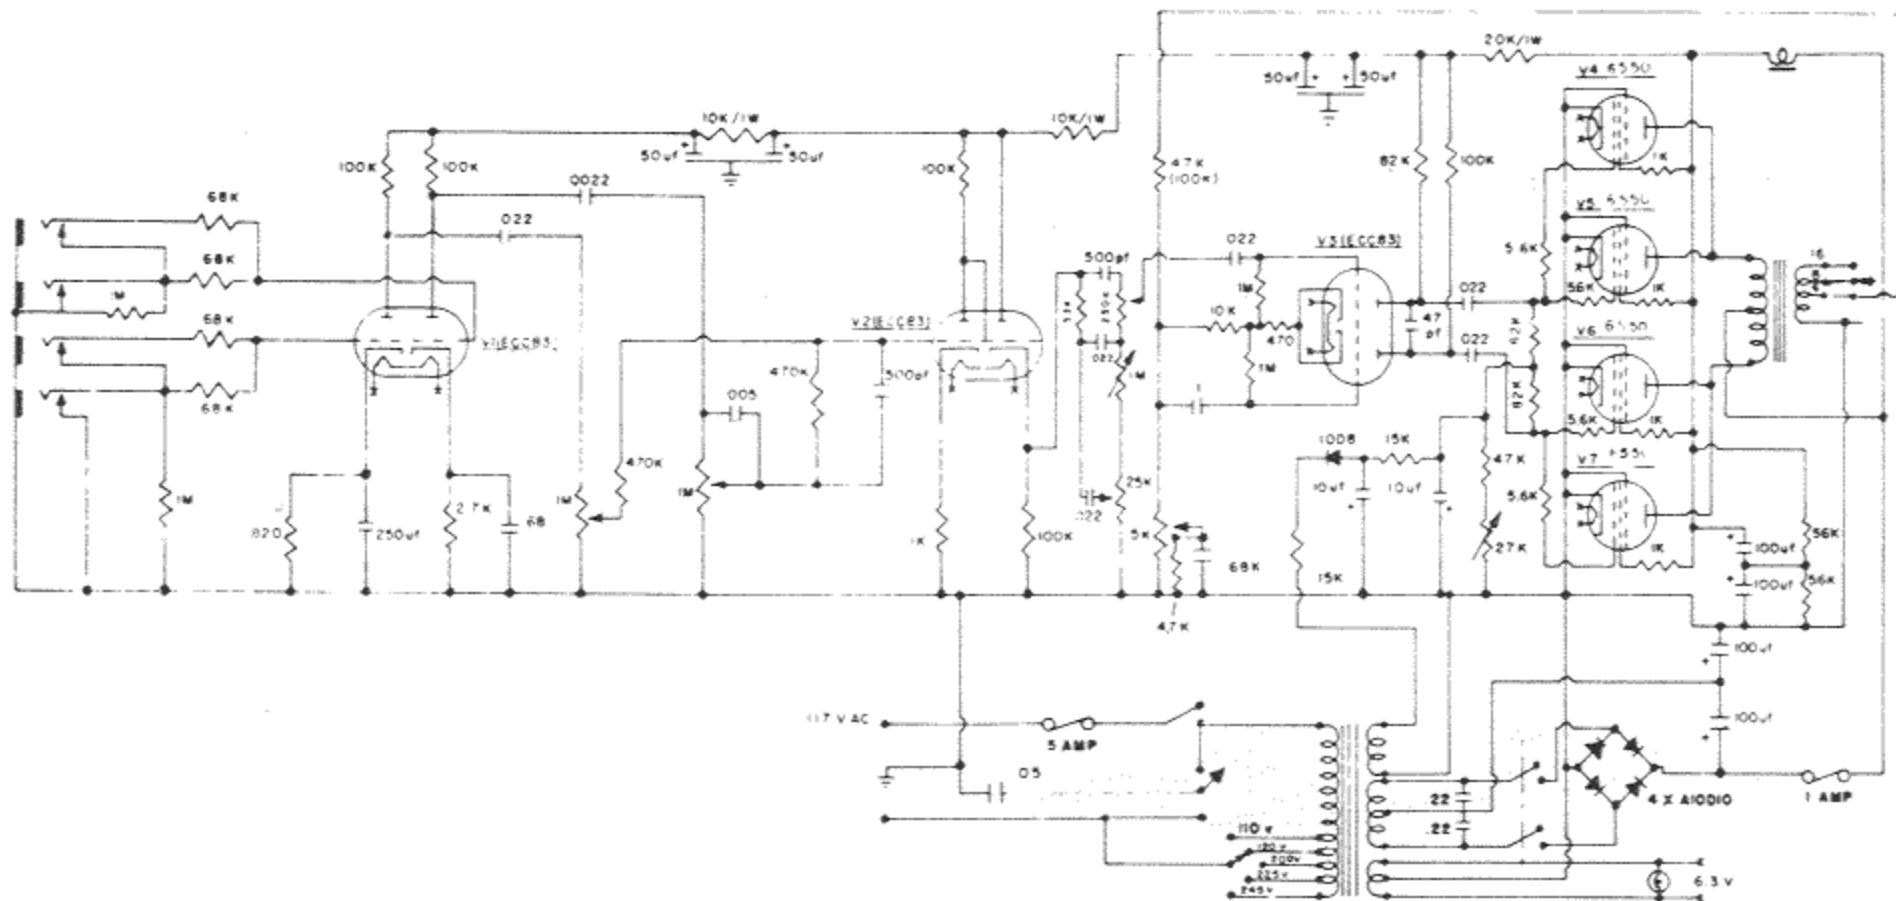 20K/1W
V4 6550
50uf
50uf
10K/1W
10K/1W
50uf
50uf
100K
100K
100K
47K
(100K)
82K
100K
1K
0022
68K
022
V5 6550
68K
1M
500pf
022
V3(ECC83)
5.6K
16
250K
1M
10K
47
pf
022
56K
1K
68K
V1(ECC83)
V2(ECC83)
470
022
82K
V6 6550
.022
1M
1M
470K
500pf
68K
005
82K
5.6K
1K
100B
15K
47K
V7
470K
1M
1M
1M
25K
10uf
10uf
5.6K
.022
820
250uf
2.7K
68
1K
100K
5K
68K
15K
27K
1K
100uf
56K
100uf
56K
4.7K
100uf
117 V AC
5 AMP
100uf
05
22
22
4 X A10D10
1 AMP
110 v
120 v
200v
225v
245v
6.3 V